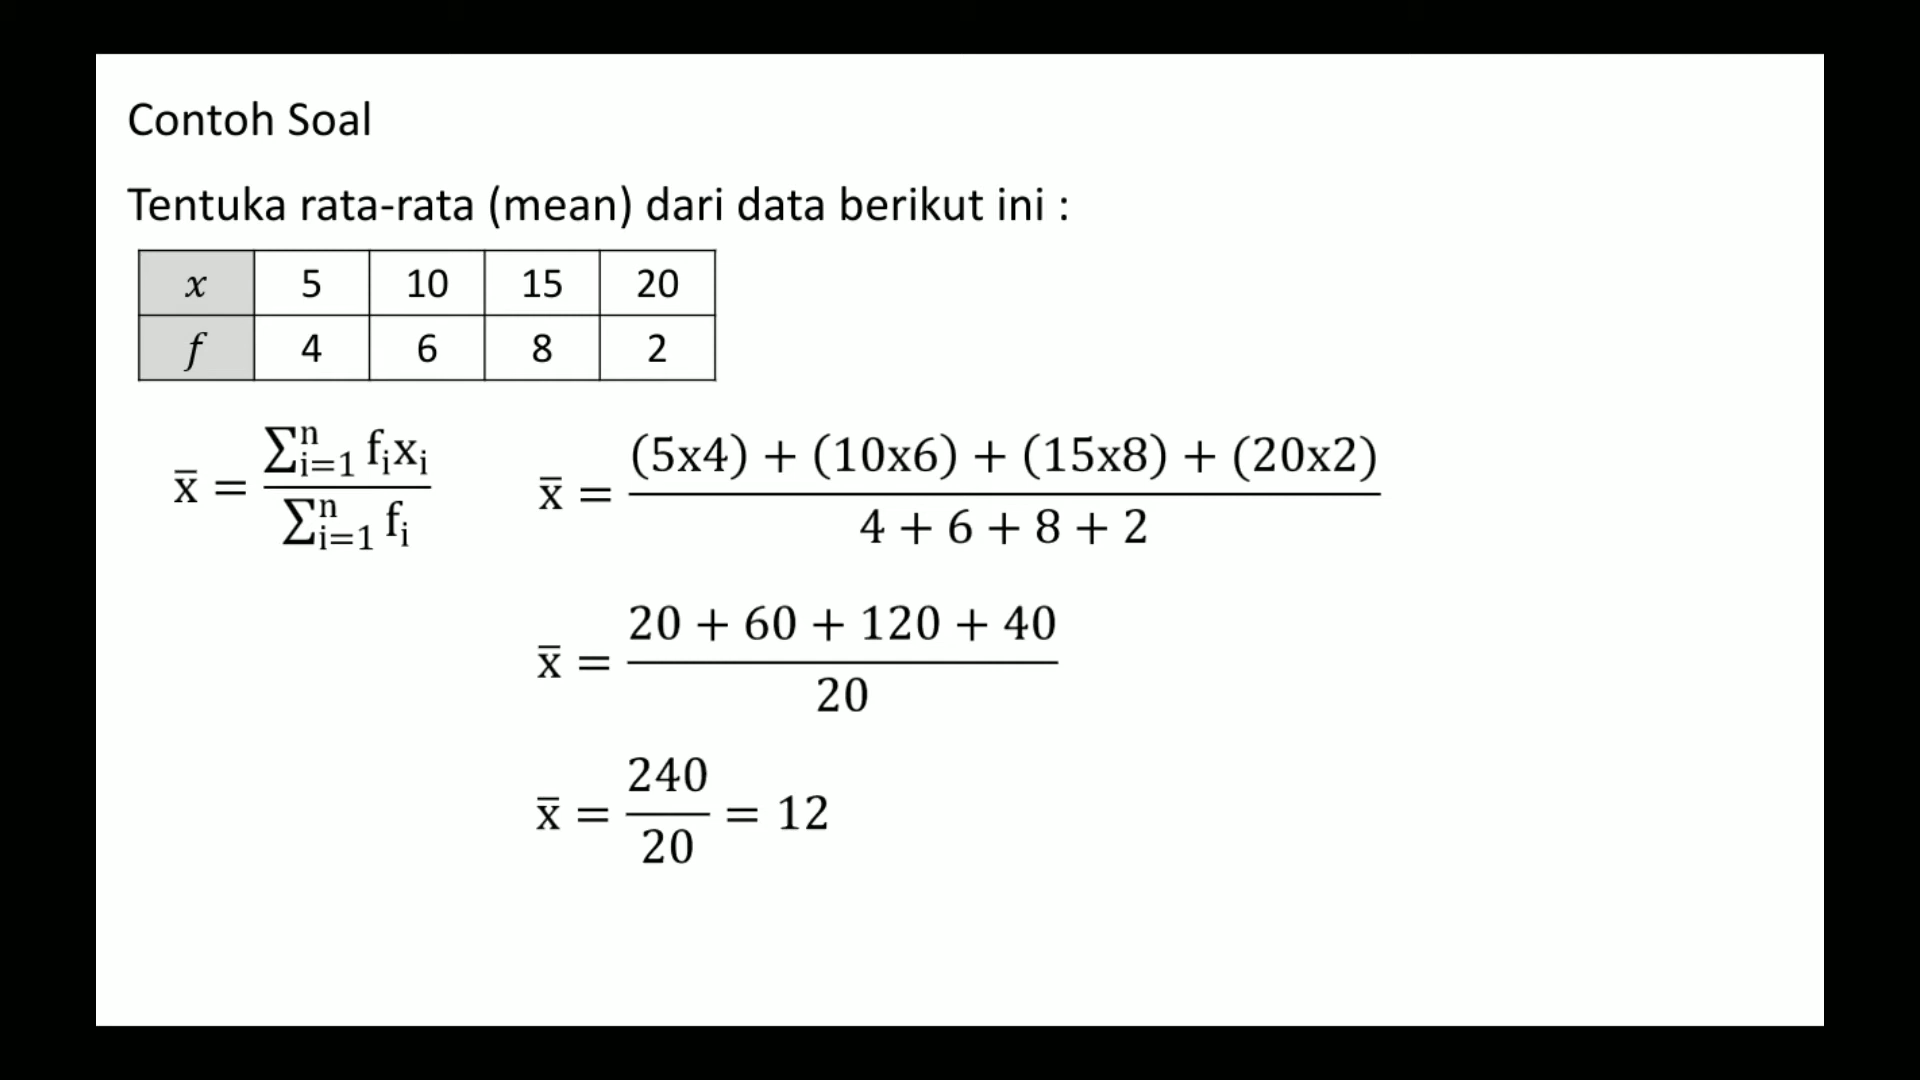 Contoh Soal
Tentuka rata-rata (mean) dari data berikut ini :
x 5 10 15 20
f 4 6 8 2
x̄ = ∑ⁿᵢ₌₁ fᵢxᵢ / ∑ⁿᵢ₌₁ fᵢ
x̄ = (5x4) + (10x6) + (15x8) + (20x2) / 4 + 6 + 8 + 2
x̄ = 20 + 60 + 120 + 40 / 20
x̄ = 240 / 20 = 12